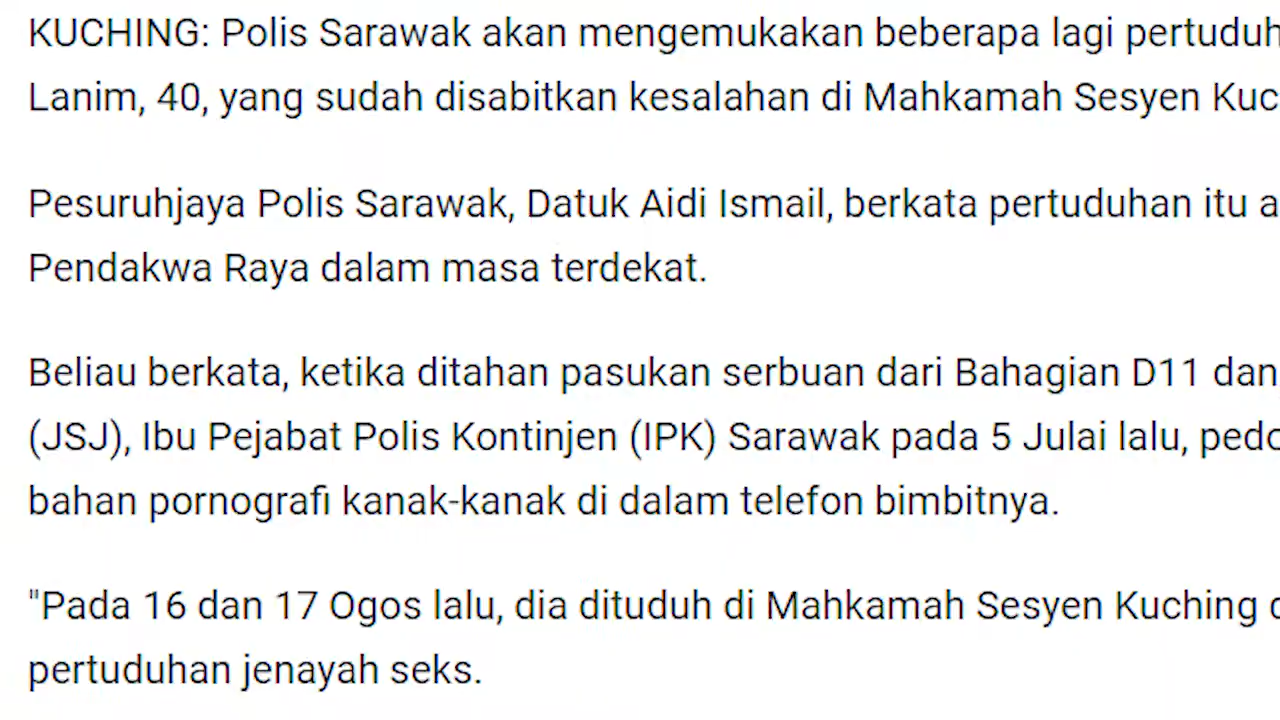 KUCHING: Polis Sarawak akan mengemukakan beberapa lagi
Lanim, 40, yang sudah disabitkan kesalahan di Mahkamah Sesyen
Pesuruhjaya Polis Sarawak, Datuk Aidi Ismail, berkata pertuduhan itu
Pendakwa Raya dalam masa terdekat.
Beliau berkata, ketika ditahan pasukan serbuan dari Bahagian D11 dan
(JSJ), Ibu Pejabat Polis Kontinjen (IPK) Sarawak pada 5 Julai lalu,
bahan pornografi kanak-kanak di dalam telefon bimbitnya.
"Pada 16 dan 17 Ogos lalu, dia dituduh di Mahkamah Sesyen Kuching
pertuduhan jenayah seks.